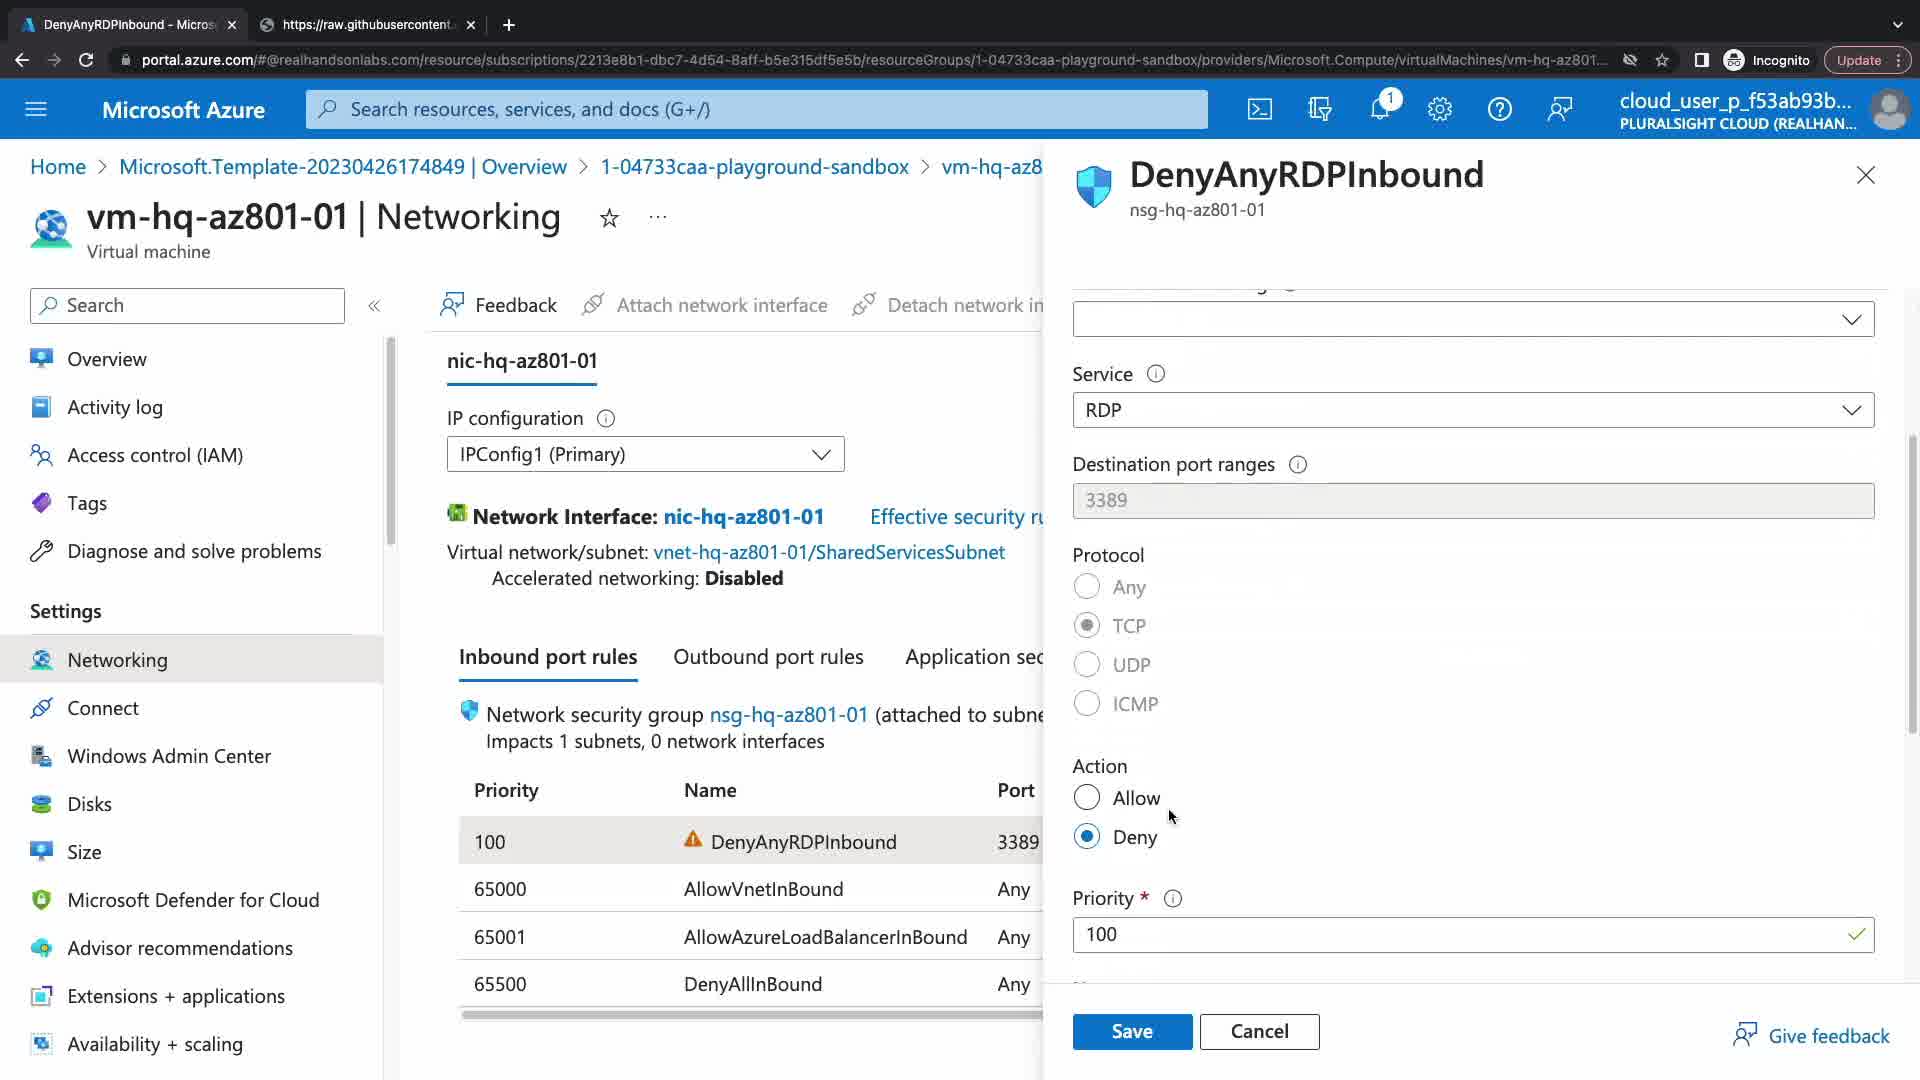 DenyAnyRDPInbound - Micros
https://raw.githubusercontent.
portal.azure.com/#@realhandsonlabs.com/resource/subscriptions/2213e8b1-dbc7-4d54-8aff-b5e315df5e5b/resourceGroups/1-04733caa-playground-sandbox/providers/Microsoft.Compute/virtualMachines/vm-hq-az801...
Incognito
Update
Microsoft Azure
Search resources, services, and docs (G+/)
1
cloud_user_p_f53ab93b...
PLURALSIGHT CLOUD (REALHAN...
Home > Microsoft.Template-20230426174849 | Overview > 1-04733caa-playground-sandbox > vm-hq-az8
vm-hq-az801-01 | Networking
Virtual machine
Search
Overview
Activity log
Access control (IAM)
Tags
Diagnose and solve problems
Settings
Networking
Connect
Windows Admin Center
Disks
Size
Microsoft Defender for Cloud
Advisor recommendations
Extensions + applications
Availability + scaling
Feedback
Attach network interface
Detach network in
nic-hq-az801-01
IP configuration
IPConfig1 (Primary)
Network Interface: nic-hq-az801-01
Effective security ru
Virtual network/subnet: vnet-hq-az801-01/SharedServicesSubnet
Accelerated networking: Disabled
Inbound port rules
Outbound port rules
Application sec
Network security group nsg-hq-az801-01 (attached to subne
Impacts 1 subnets, 0 network interfaces
Priority Name Port
100 DenyAnyRDPInbound 3389
65000 AllowVnetInBound Any
65001 AllowAzureLoadBalancerInBound Any
65500 DenyAllInBound Any
DenyAnyRDPInbound
nsg-hq-az801-01
Service
RDP
Destination port ranges
3389
Protocol
Any
TCP
UDP
ICMP
Action
Allow
Deny
Priority *
100
Save
Cancel
Give feedback